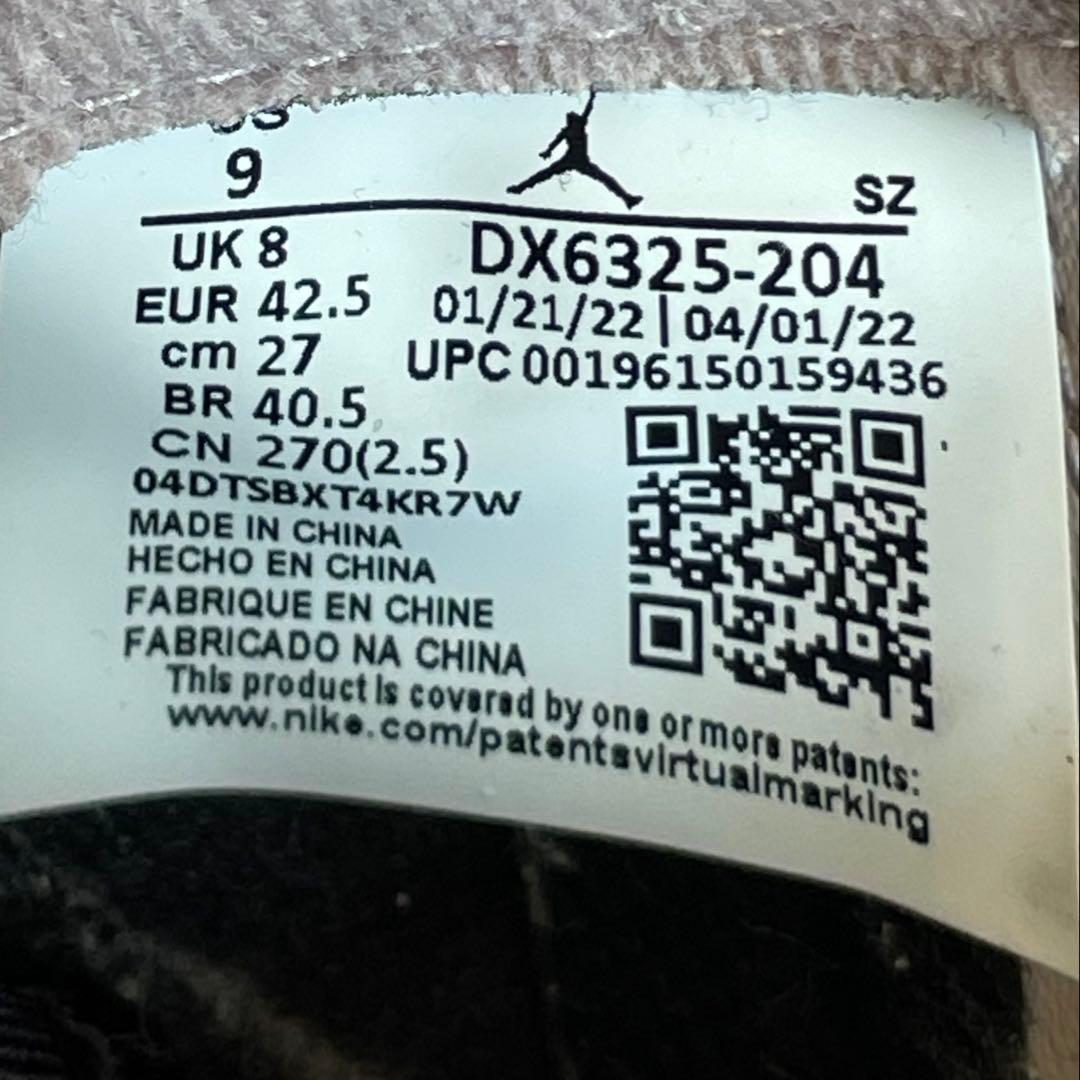 US
9
SZ
UK 8
EUR 42.5
cm 27
BR 40.5
CN 270(2.5)
DX6325-204
01/21/22 | 04/01/22
UPC 00196150159436
04DTSBXT4KR7W
MADE IN CHINA
HECHO EN CHINA
FABRIQUE EN CHINE
FABRICADO NA CHINA
This product is covered by one or more patents:
www.nike.com/patentsvirtualmarking